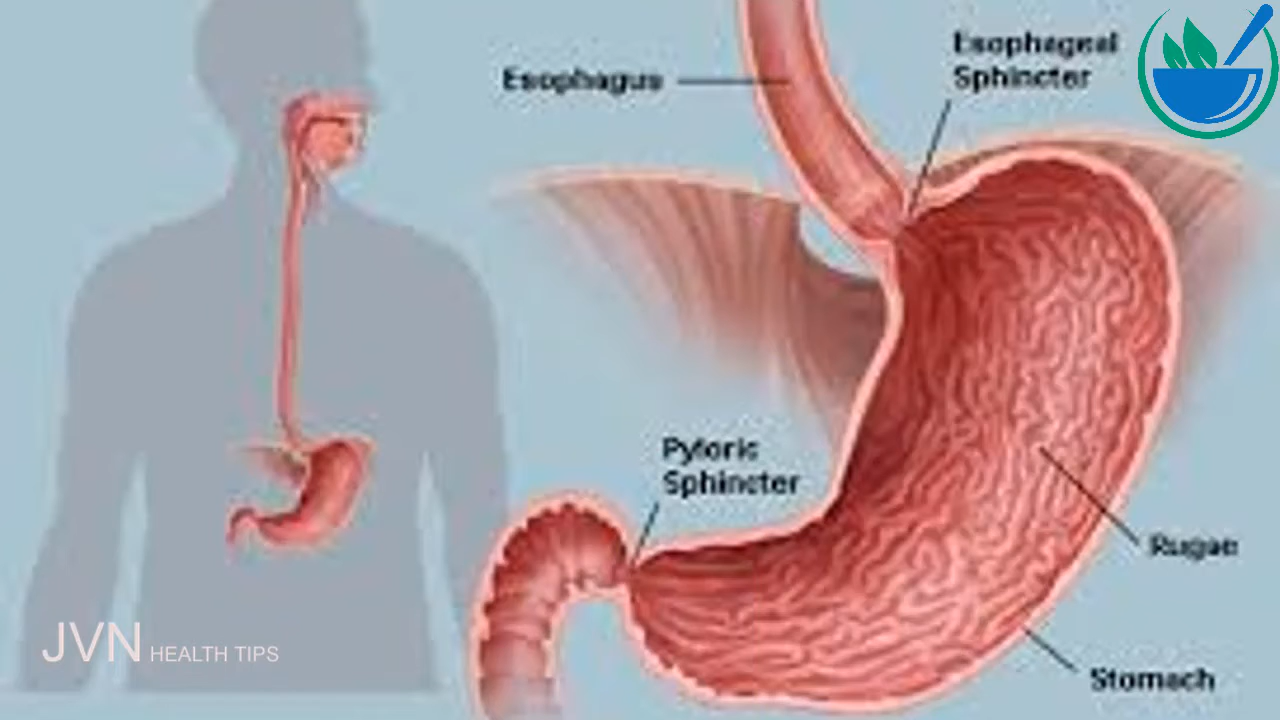 Esophagus
Esophageal
Sphincter
Pyloric
Sphincter
Rugae
Stomach
JVN HEALTH TIPS